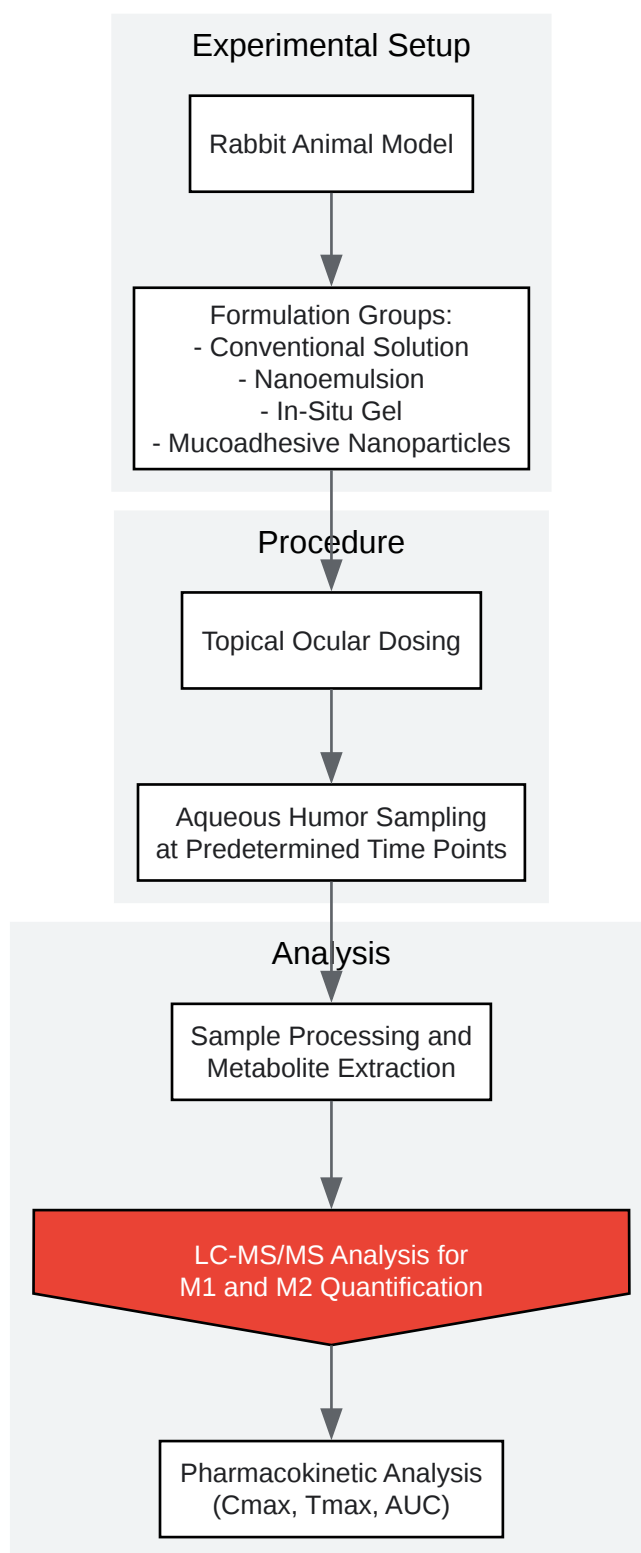 Experimental Setup
Rabbit Animal Model
Formulation Groups:
- Conventional Solution
- Nanoemulsion
- In-Situ Gel
- Mucoadhesive Nanoparticles
Procedure
Topical Ocular Dosing
Aqueous Humor Sampling
at Predetermined Time Points
Analysis
Sample Processing and
Metabolite Extraction
LC-MS/MS Analysis for
M1 and M2 Quantification
Pharmacokinetic Analysis
(Cmax, Tmax, AUC)